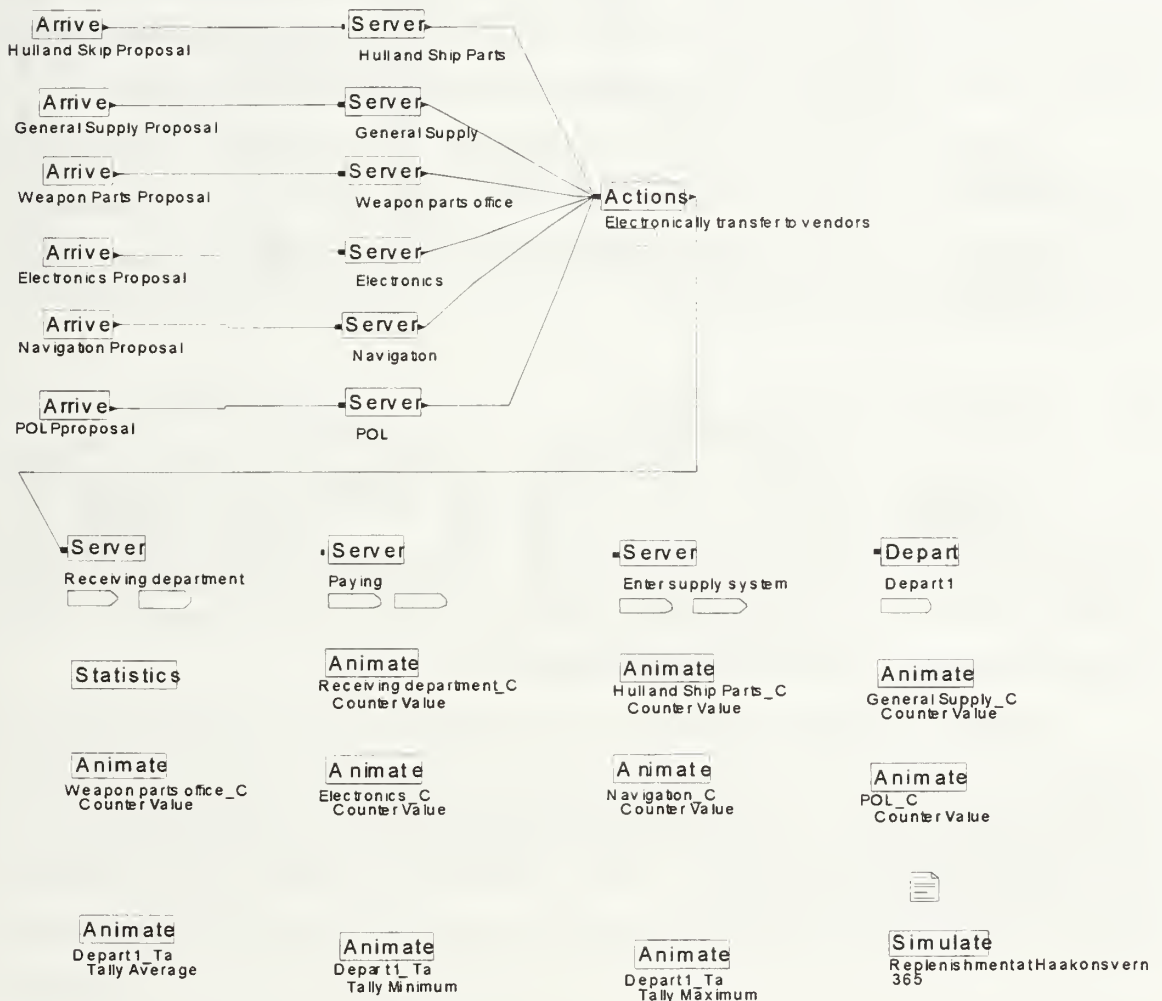 Arrive
Hulland Skip Proposal
Server
Hulland Ship Parts
Arrive
General Supply Proposal
Server
General Supply
Arrive
Weapon Parts Proposal
Server
Weapon parts office
Actions
Electronically transfer to vendors
Arrive
Electronics Proposal
Server
Electronics
Arrive
Navigation Proposal
Server
Navigaton
Arrive
POL Pproposal
Server
POL
Server
Receiving department
Server
Paying
Server
Enter supply system
Depart
Depart1
Statistics
Animate
Receiving department_C
Counter Value
Animate
Hulland Ship Parts_C
Counter Value
Animate
General Supply_C
Counter Value
Animate
Weapon parts office_C
Counter Value
Animate
Electronics_C
Counter Value
Animate
Navigation_C
Counter Value
Animate
POL_C
Counter Value
Animate
Depart1_Ta
Tally Average
Animate
Depart1_Ta
Tally Minimum
Animate
Depart1_Ta
Tally Maximum
Simulate
ReplenishmentatHaakonsvern
365